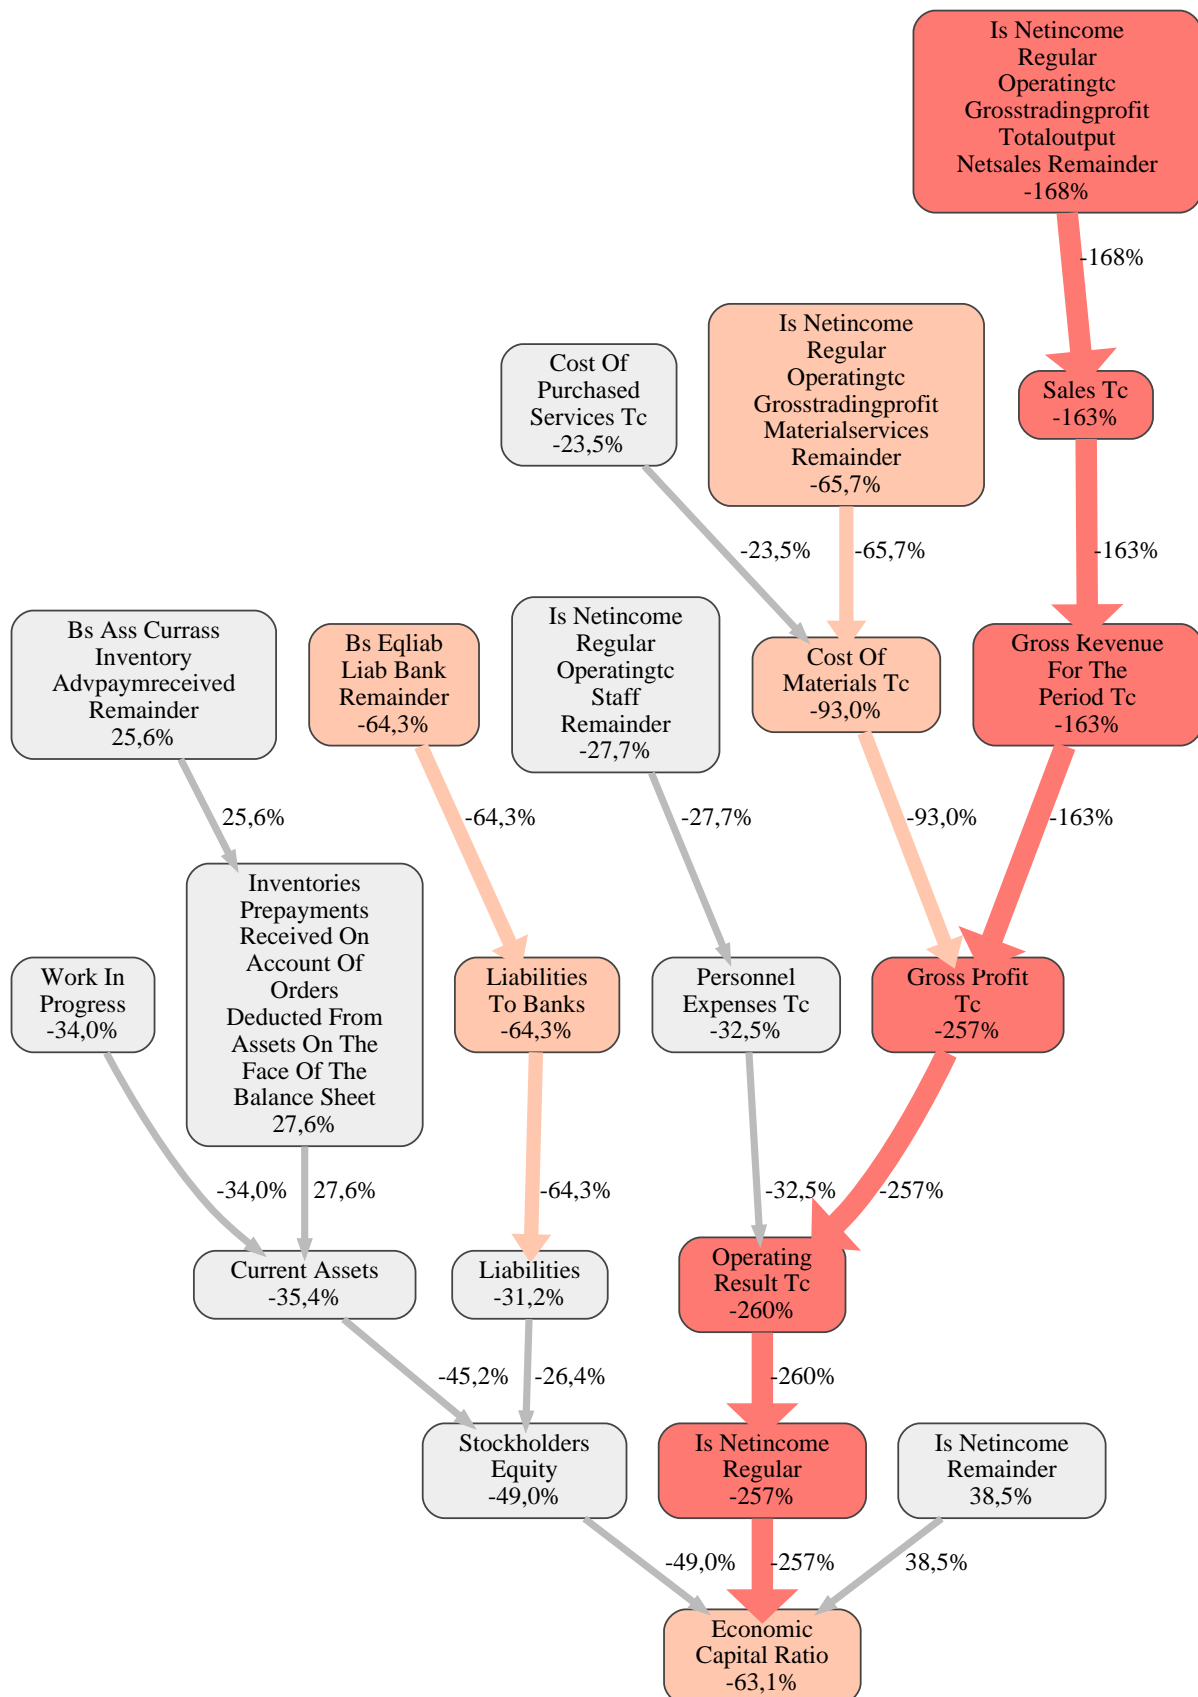 Is Netincome
Regular
Operatingtc
Grosstradingprofit
Totaloutput
Netsales Remainder
-168%
-168%
Is Netincome
Regular
Operatingtc
Grosstradingprofit
Materialservices
Remainder
-65,7%
Cost Of
Purchased
Services Tc
-23,5%
Sales Tc
-163%
-23,5%
-65,7%
-163%
Bs Ass Currass
Inventory
Advpaymreceived
Remainder
25,6%
Bs Eqliab
Liab Bank
Remainder
-64,3%
Is Netincome
Regular
Operatingtc
Staff
Remainder
-27,7%
Cost Of
Materials Tc
-93,0%
Gross Revenue
For The
Period Tc
-163%
25,6%
-64,3%
-27,7%
-93,0%
-163%
Work In
Progress
-34,0%
Inventories
Prepayments
Received On
Account Of
Orders
Deducted From
Assets On The
Face Of The
Balance Sheet
27,6%
Liabilities
To Banks
-64,3%
Personnel
Expenses Tc
-32,5%
Gross Profit
Tc
-257%
-34,0%
27,6%
-64,3%
-32,5%
-257%
Current Assets
-35,4%
Liabilities
-31,2%
Operating
Result Tc
-260%
-45,2%
-26,4%
-260%
Stockholders
Equity
-49,0%
Is Netincome
Regular
-257%
Is Netincome
Remainder
38,5%
-49,0%
-257%
38,5%
Economic
Capital Ratio
-63,1%